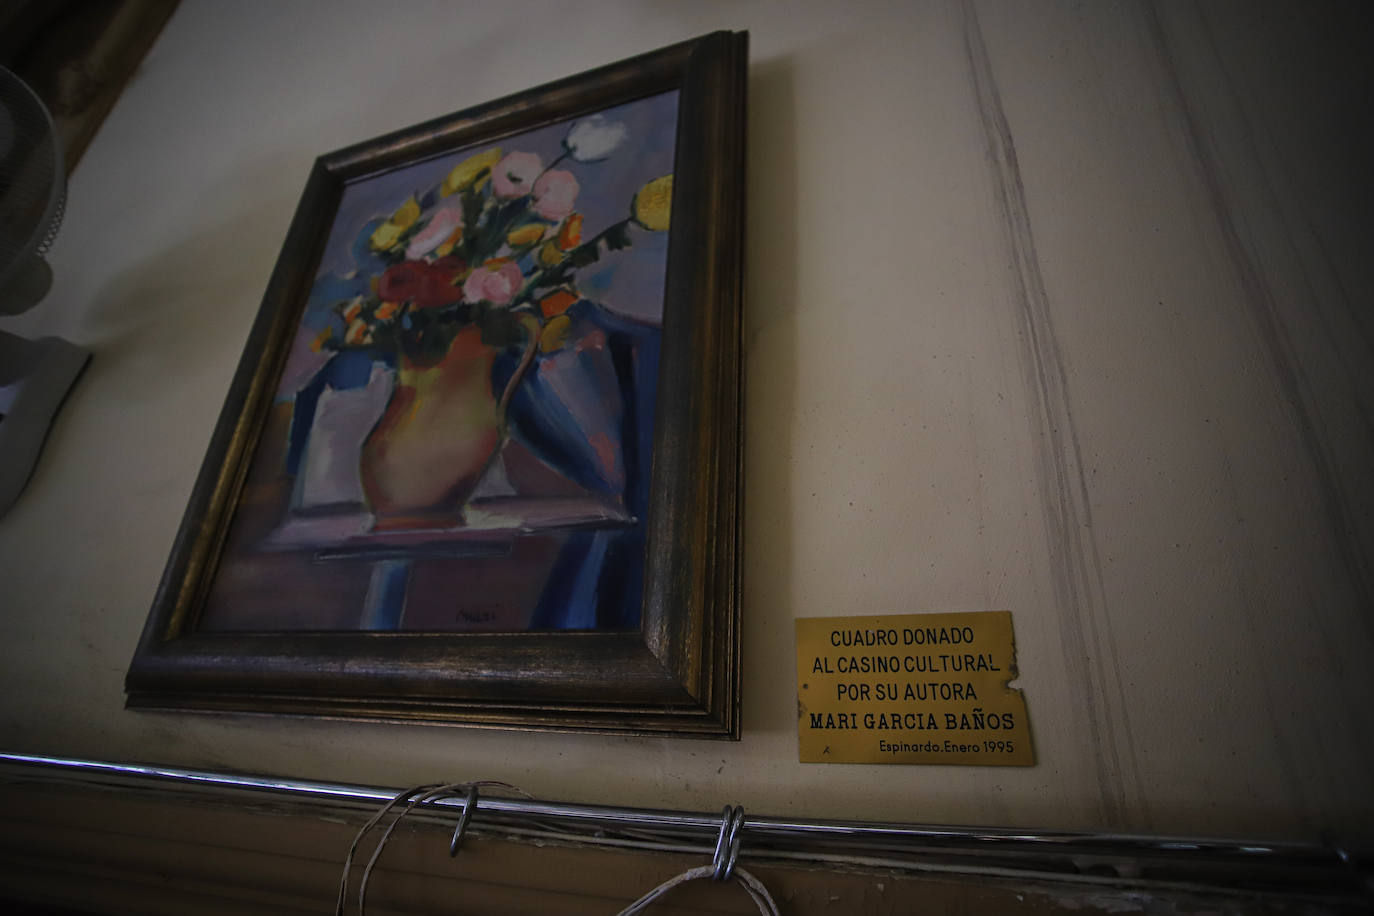 CUADRO DONADO
AL CASINO CULTURAL
POR SU AUTORA
MARI GARCIA BAÑOS
Espinardo.Enero 1995